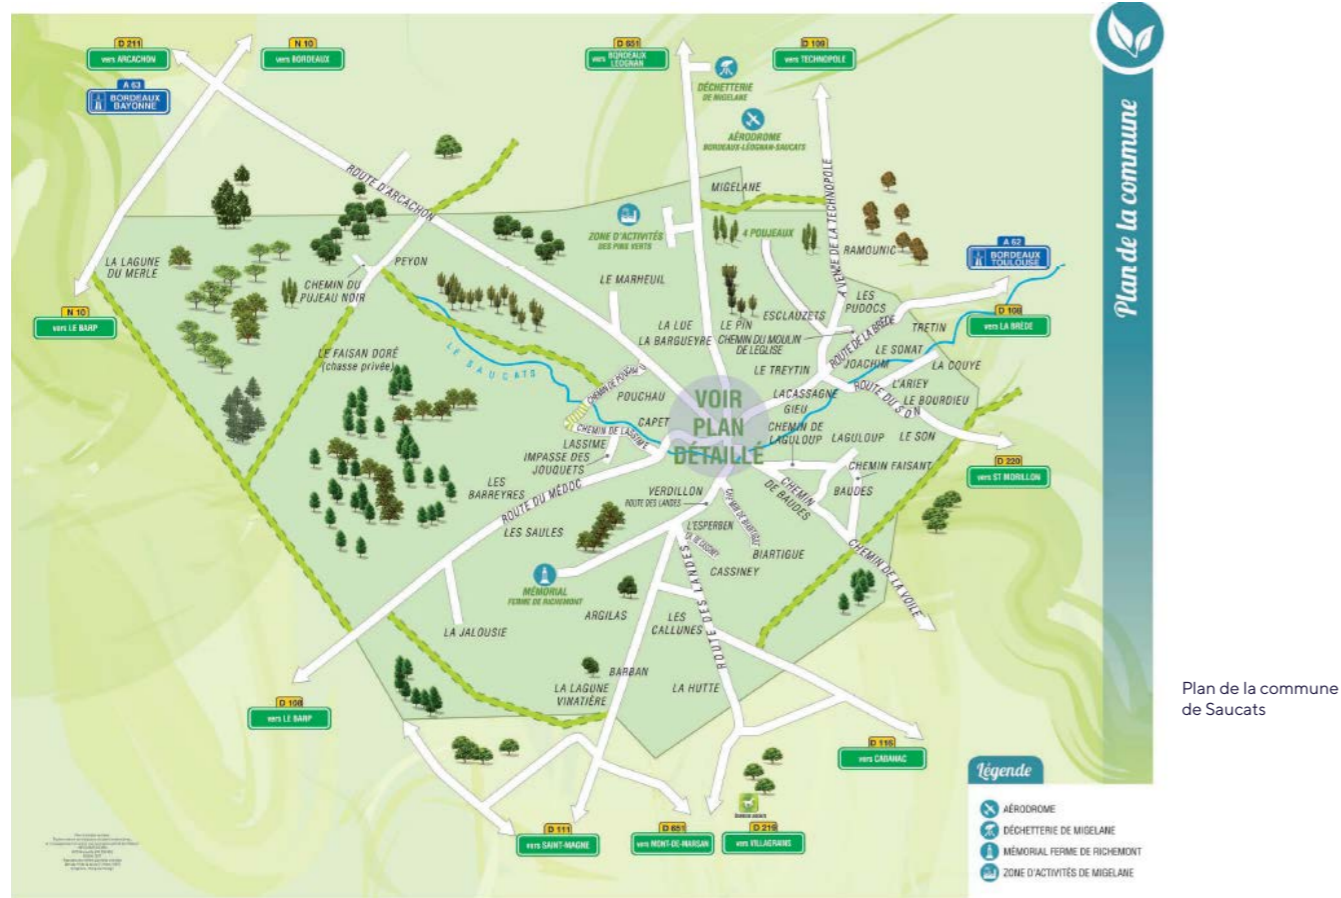 D 211
vers ARCACHON
N 10
vers BORDEAUX
A 63
BORDEAUX
BAYONNE
D 651
vers BORDEAUX
LÉOGNAN
D 109
vers TECHNOPOLE
DÉCHETTERIE
DE MIGELANE
AÉRODROME
BORDEAUX-LÉOGNAN-SAUCATS
Plan de la commune
ROUTE D'ARCACHON
MIGELANE
ZONE D'ACTIVITÉS
DES PINS VERTS
4 POUJEAUX
AVENUE DE LA TECHNOPOLE
RAMOUNIC
A 62
BORDEAUX
TOULOUSE
LA LAGUNE
DU MERLE
PEYON
CHEMIN DU
PUJEAU NOIR
LE MARHEUIL
N 10
vers LE BARP
LES
PUDOCS
D 108
vers LA BRÈDE
ESCLAUZETS
LE PIN
CHEMIN DU MOULIN
DE L'ÉGLISE
LA LUE
LA BARGUEYRE
TRETIN
ROUTE DE LA BRÈDE
LE SONAT
LE FAISAN DORÉ
(chasse privée)
LE SAUCATS
LE TREYTIN
JOACHIM
LA COUYE
CHEMIN DE POUCHAU
POUCHAU
VOIR
PLAN
DÉTAILLÉ
LACASSAGNE
GIEU
ROUTE DU SON
L'ARIEY
LE BOURDIEU
CAPET
CHEMIN DE LASSIME
CHEMIN DE
LAGULOUP
LAGULOUP
LE SON
LASSIME
IMPASSE DES
JOUQUETS
CHEMIN FAISANT
D 220
vers ST MORILLON
LES
BARREYRES
ROUTE DU MÉDOC
VERDILLON
ROUTE DES LANDES
CHEMIN DE BIARTIGUE
CHEMIN
DE BAUDES
BAUDES
LES SAULES
L'ESPERBEN
BIARTIGUE
CASSINEY
CHEMIN DE LA VOILE
MÉMORIAL
FERME DE RICHEMONT
ROUTE DES LANDES
ARGILAS
LES
CALLUNES
LA JALOUSIE
BARBAN
LA LAGUNE
VINATIÈRE
LA HUTTE
D 108
vers LE BARP
D 115
vers CABANAC
D 111
vers SAINT-MAGNE
D 651
vers MONT-DE-MARSAN
D 219
vers VILLAGRAINS
Légende
AÉRODROME
DÉCHETTERIE DE MIGELANE
MÉMORIAL FERME DE RICHEMONT
ZONE D'ACTIVITÉS DE MIGELANE
Plan de la commune
de Saucats